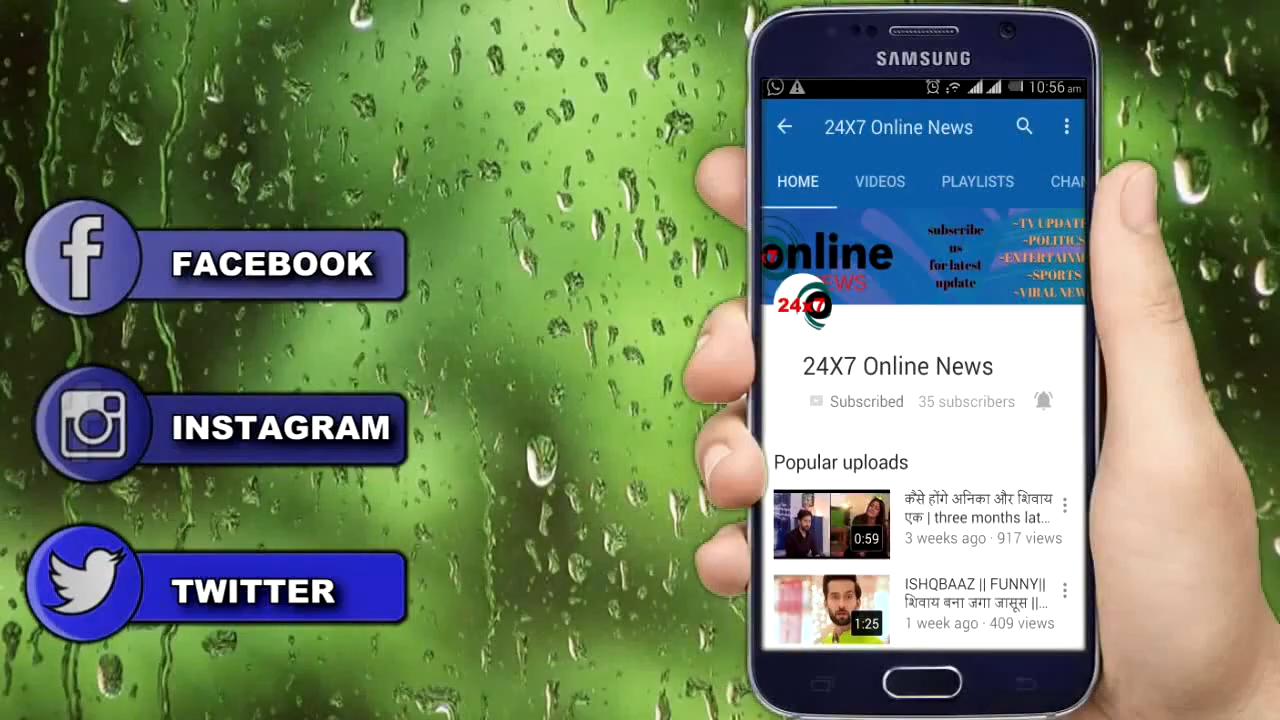 FACEBOOK
INSTAGRAM
TWITTER
SAMSUNG
10:56 am
24X7 Online News
HOME VIDEOS PLAYLISTS CHAN
online
NEWS
subscribe
us
for latest
update
~TV UPDATE
~POLITICS
~ENTERTAINM
~SPORTS
~VIRAL NEW
24x7
24X7 Online News
Subscribed 35 subscribers
Popular uploads
कैसे होंगे अनिका और शिवाय
एक | three months lat...
3 weeks ago · 917 views
0:59
ISHQBAAZ || FUNNY||
शिवाय बना जगा जासूस ||...
1 week ago · 409 views
1:25